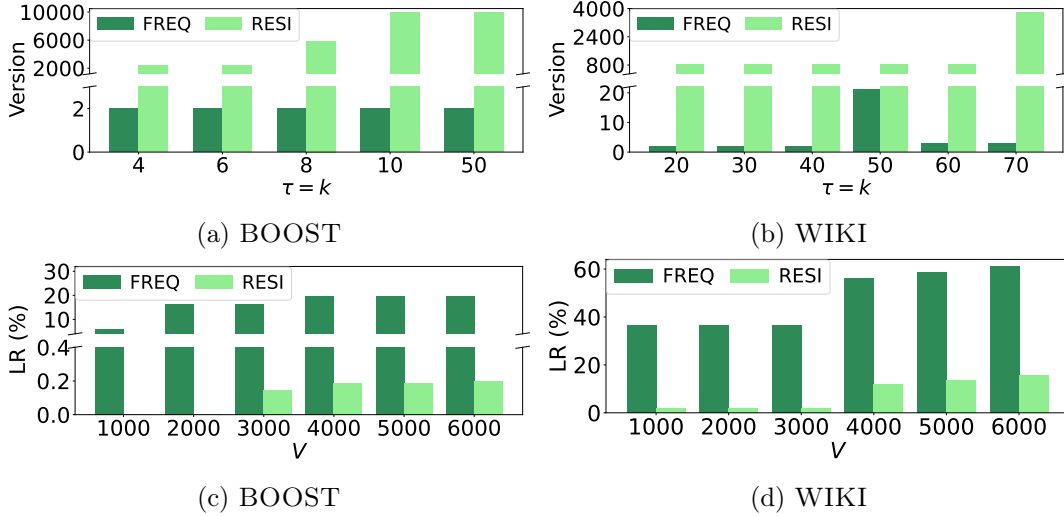 FREQ RESI
Version
10000
2000
2
0
4 6 8 10 50
τ = k
(a) BOOST
FREQ RESI
Version
4000
2400
800
20
10
0
20 30 40 50 60 70
τ = k
(b) WIKI
FREQ RESI
LR (%)
30
20
10
0.4
0.2
0.0
1000 2000 3000 4000 5000 6000
V
(c) BOOST
FREQ RESI
LR (%)
60
40
20
0
1000 2000 3000 4000 5000 6000
V
(d) WIKI